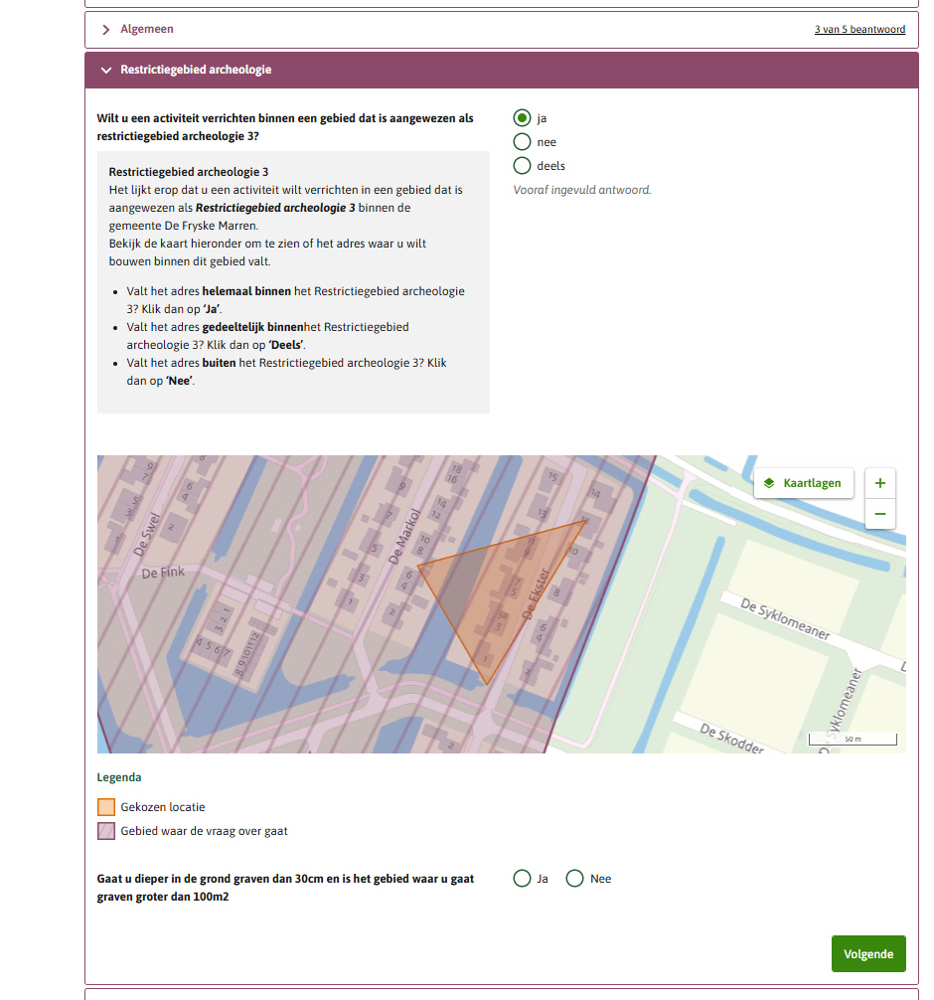 Algemeen
3 van 5 beantwoord
Restrictiegebied archeologie
Wilt u een activiteit verrichten binnen een gebied dat is aangewezen als
restrictiegebied archeologie 3?
ja
nee
deels
Vooraf ingevuld antwoord.
Restrictiegebied archeologie 3
Het lijkt erop dat u een activiteit wilt verrichten in een gebied dat is
aangewezen als Restrictiegebied archeologie 3 binnen de
gemeente De Fryske Marren.
Bekijk de kaart hieronder om te zien of het adres waar u wilt
bouwen binnen dit gebied valt.
• Valt het adres helemaal binnen het Restrictiegebied archeologie
3? Klik dan op ‘Ja’.
• Valt het adres gedeeltelijk binnenhet Restrictiegebied
archeologie 3? Klik dan op ‘Deels’.
• Valt het adres buiten het Restrictiegebied archeologie 3? Klik
dan op ‘Nee’.
Kaartlagen
+
−
De Swel
De Fink
De Markol
De Ekster
De Syklomeaner
De Syklomeaner
De Skodder
50 m
Legenda
Gekozen locatie
Gebied waar de vraag over gaat
Gaat u dieper in de grond graven dan 30cm en is het gebied waar u gaat
graven groter dan 100m2
Ja
Nee
Volgende